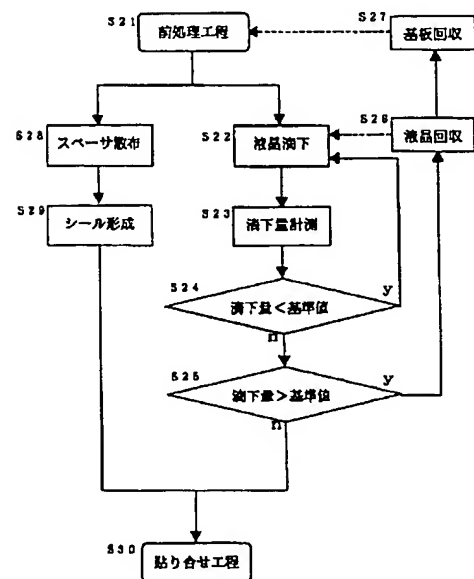 S21
前処理工程
S27
基板回収
S28
スペーサ散布
S22
液晶滴下
S26
液晶回収
S29
シール形成
S23
滴下量計測
S24
滴下量<基準値
y
n
S25
滴下量>基準値
y
n
S30
貼り合せ工程